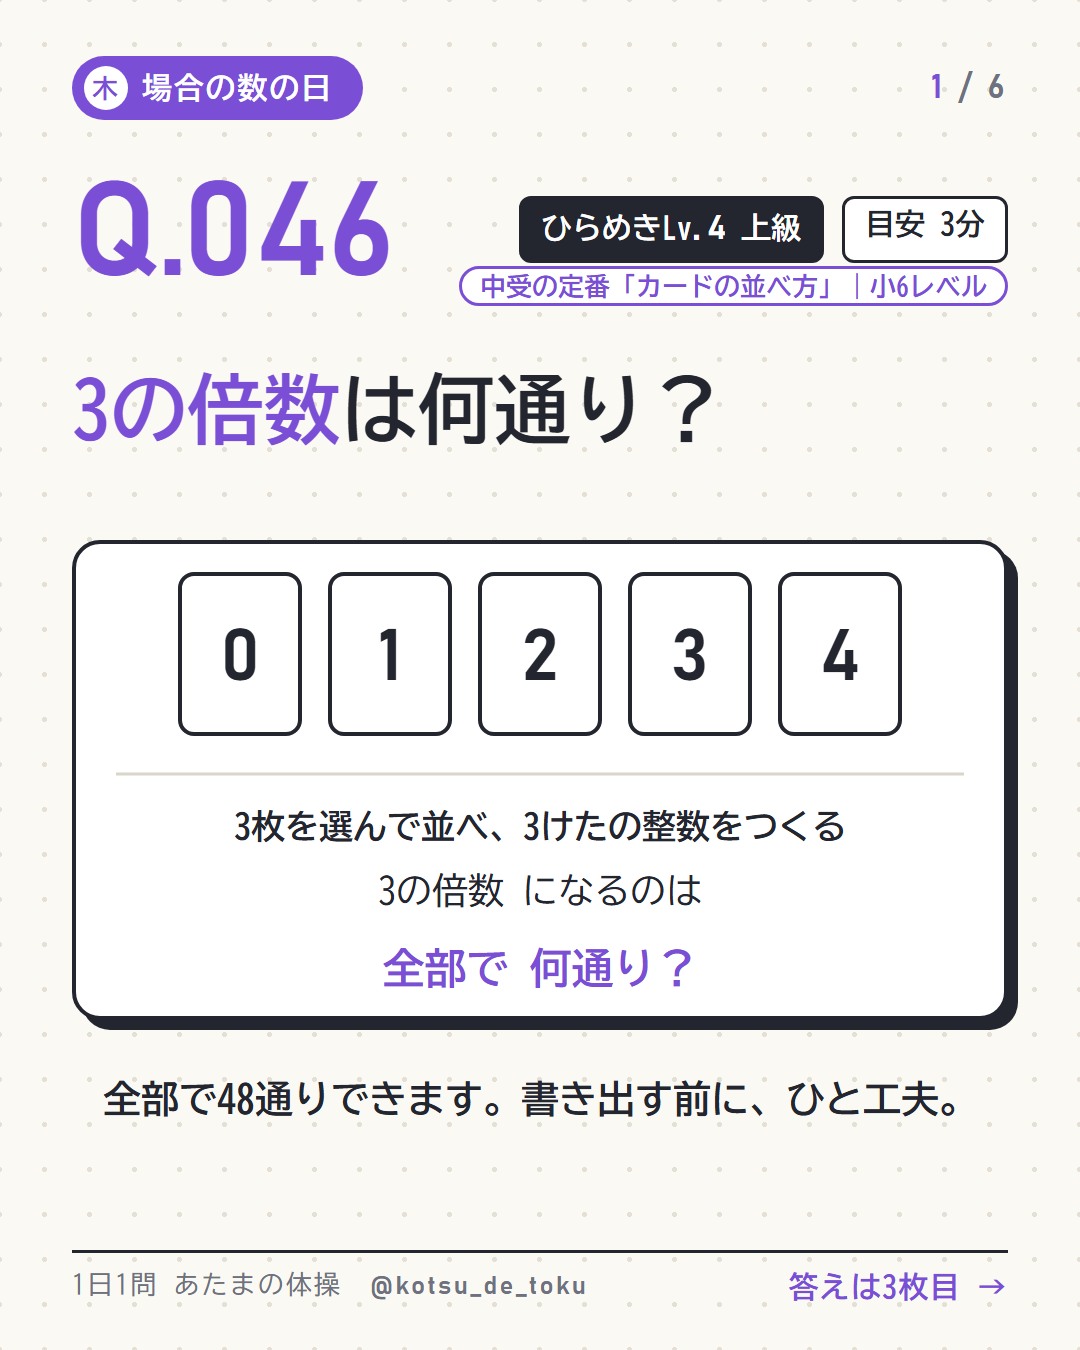 木 場合の数の日
1 / 6
Q.046
ひらめきLv.4 上級
目安 3分
中受の定番「カードの並べ方」｜小6レベル
3の倍数は何通り？
0 1 2 3 4
3枚を選んで並べ、3けたの整数をつくる
3の倍数 になるのは
全部で 何通り？
全部で48通りできます。書き出す前に、ひと工夫。
1日1問 あたまの体操 @kotsu_de_toku
答えは3枚目 →